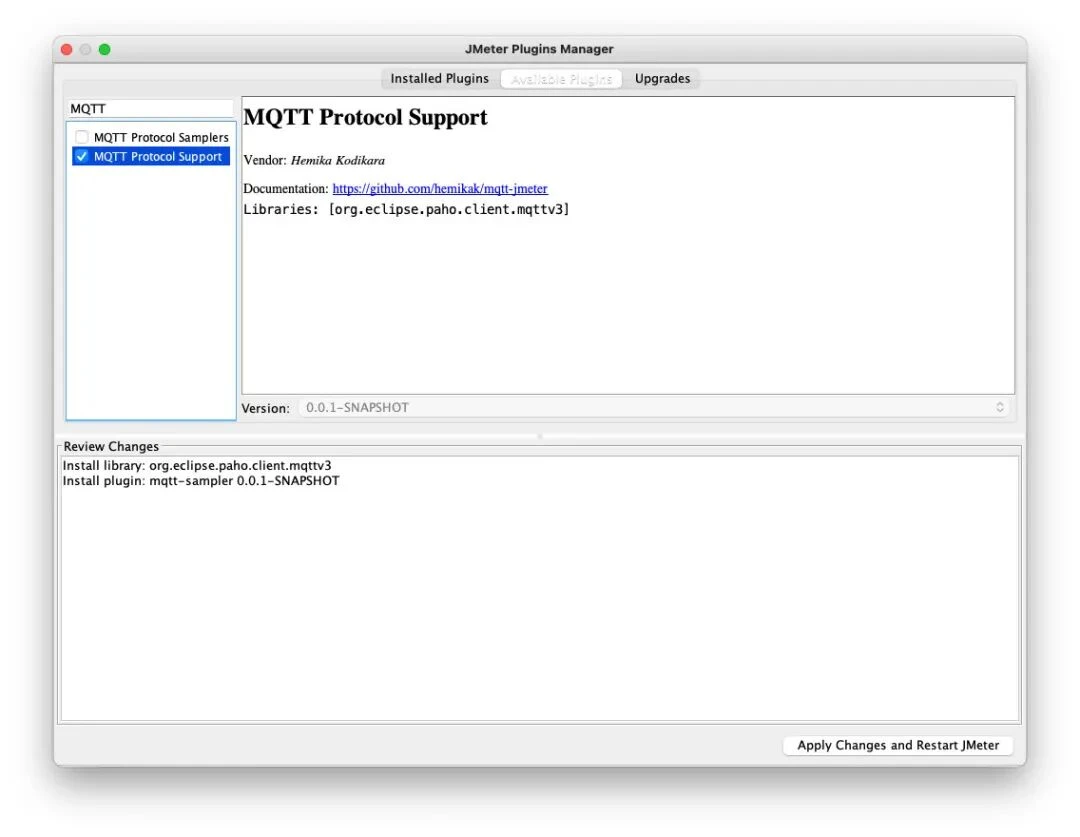 JMeter Plugins Manager
Installed Plugins Available Plugins Upgrades
MQTT
MQTT Protocol Samplers
MQTT Protocol Support
MQTT Protocol Support
Vendor: Hemika Kodikara
Documentation: https://github.com/hemikak/mqtt-jmeter
Libraries: [org.eclipse.paho.client.mqttv3]
Version: 0.0.1-SNAPSHOT
Review Changes
Install library: org.eclipse.paho.client.mqttv3
Install plugin: mqtt-sampler 0.0.1-SNAPSHOT
Apply Changes and Restart JMeter